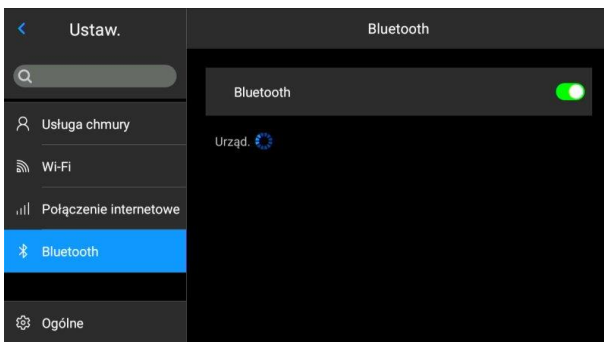 Ustaw.
Usługa chmury
Wi-Fi
Połączenie internetowe
Bluetooth
Ogólne
Bluetooth
Bluetooth
Urząd.